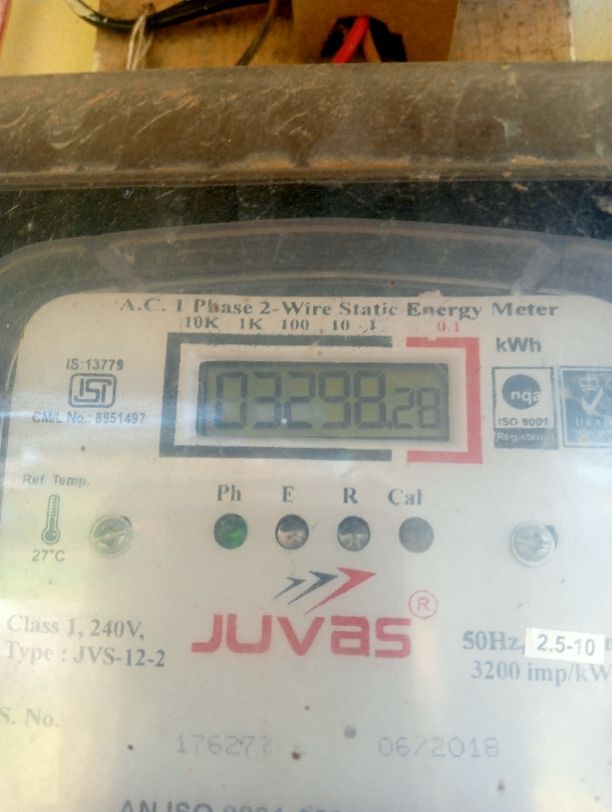 A.C. 1 Phase 2-Wire Static Energy Meter
10K 1K 100 10 1 0.1
kWh
IS:13779
ISI
CM/L No.: 8951497
03298.28
nqa
ISO 9001
Registered
Ref. Temp.
27°C
Ph E R Cal
JUVAS ®
Class 1, 240V,
Type : JVS-12-2
50Hz, 2.5-10
3200 imp/kW
S. No.
176277 06/2018